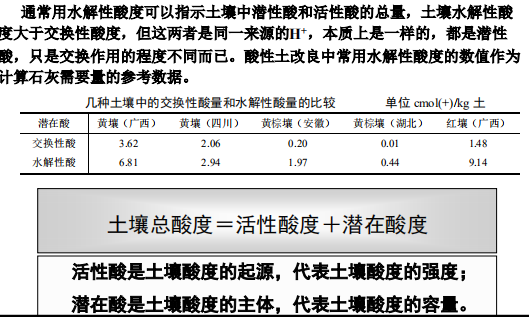 通常用水解性酸度可以指示土壤中潜性酸和活性酸的总量，土壤水解性酸
度大于交换性酸度，但这两者是同一来源的H⁺，本质上是一样的，都是潜性
酸，只是交换作用的程度不同而已。酸性土改良中常用水解性酸度的数值作为
计算石灰需要量的参考数据。
几种土壤中的交换性酸量和水解性酸量的比较 单位 cmol(+)/kg 土
潜在酸 黄壤（广西） 黄壤（四川） 黄棕壤（安徽） 黄棕壤（湖北） 红壤（广西）
交换性酸 3.62 2.06 0.20 0.01 1.48
水解性酸 6.81 2.94 1.97 0.44 9.14
土壤总酸度＝活性酸度＋潜在酸度
活性酸是土壤酸度的起源，代表土壤酸度的强度；
潜在酸是土壤酸度的主体，代表土壤酸度的容量。